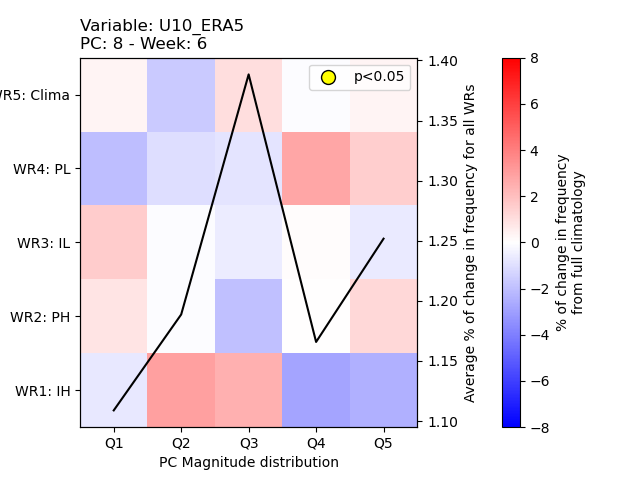 Variable: U10_ERA5
PC: 8 - Week: 6
p<0.05
WR5: Clima
WR4: PL
WR3: IL
WR2: PH
WR1: IH
Q1 Q2 Q3 Q4 Q5
PC Magnitude distribution
1.40
1.35
1.30
1.25
1.20
1.15
1.10
Average % of change in frequency for all WRs
8
6
4
2
0
−2
−4
−6
−8
% of change in frequency
from full climatology